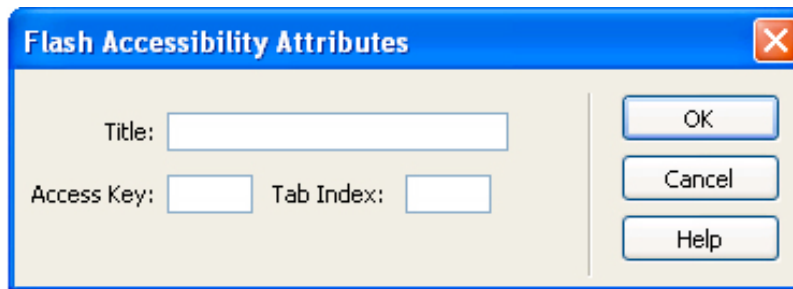 Flash Accessibility Attributes
Title:
OK
Access Key:
Tab Index:
Cancel
Help